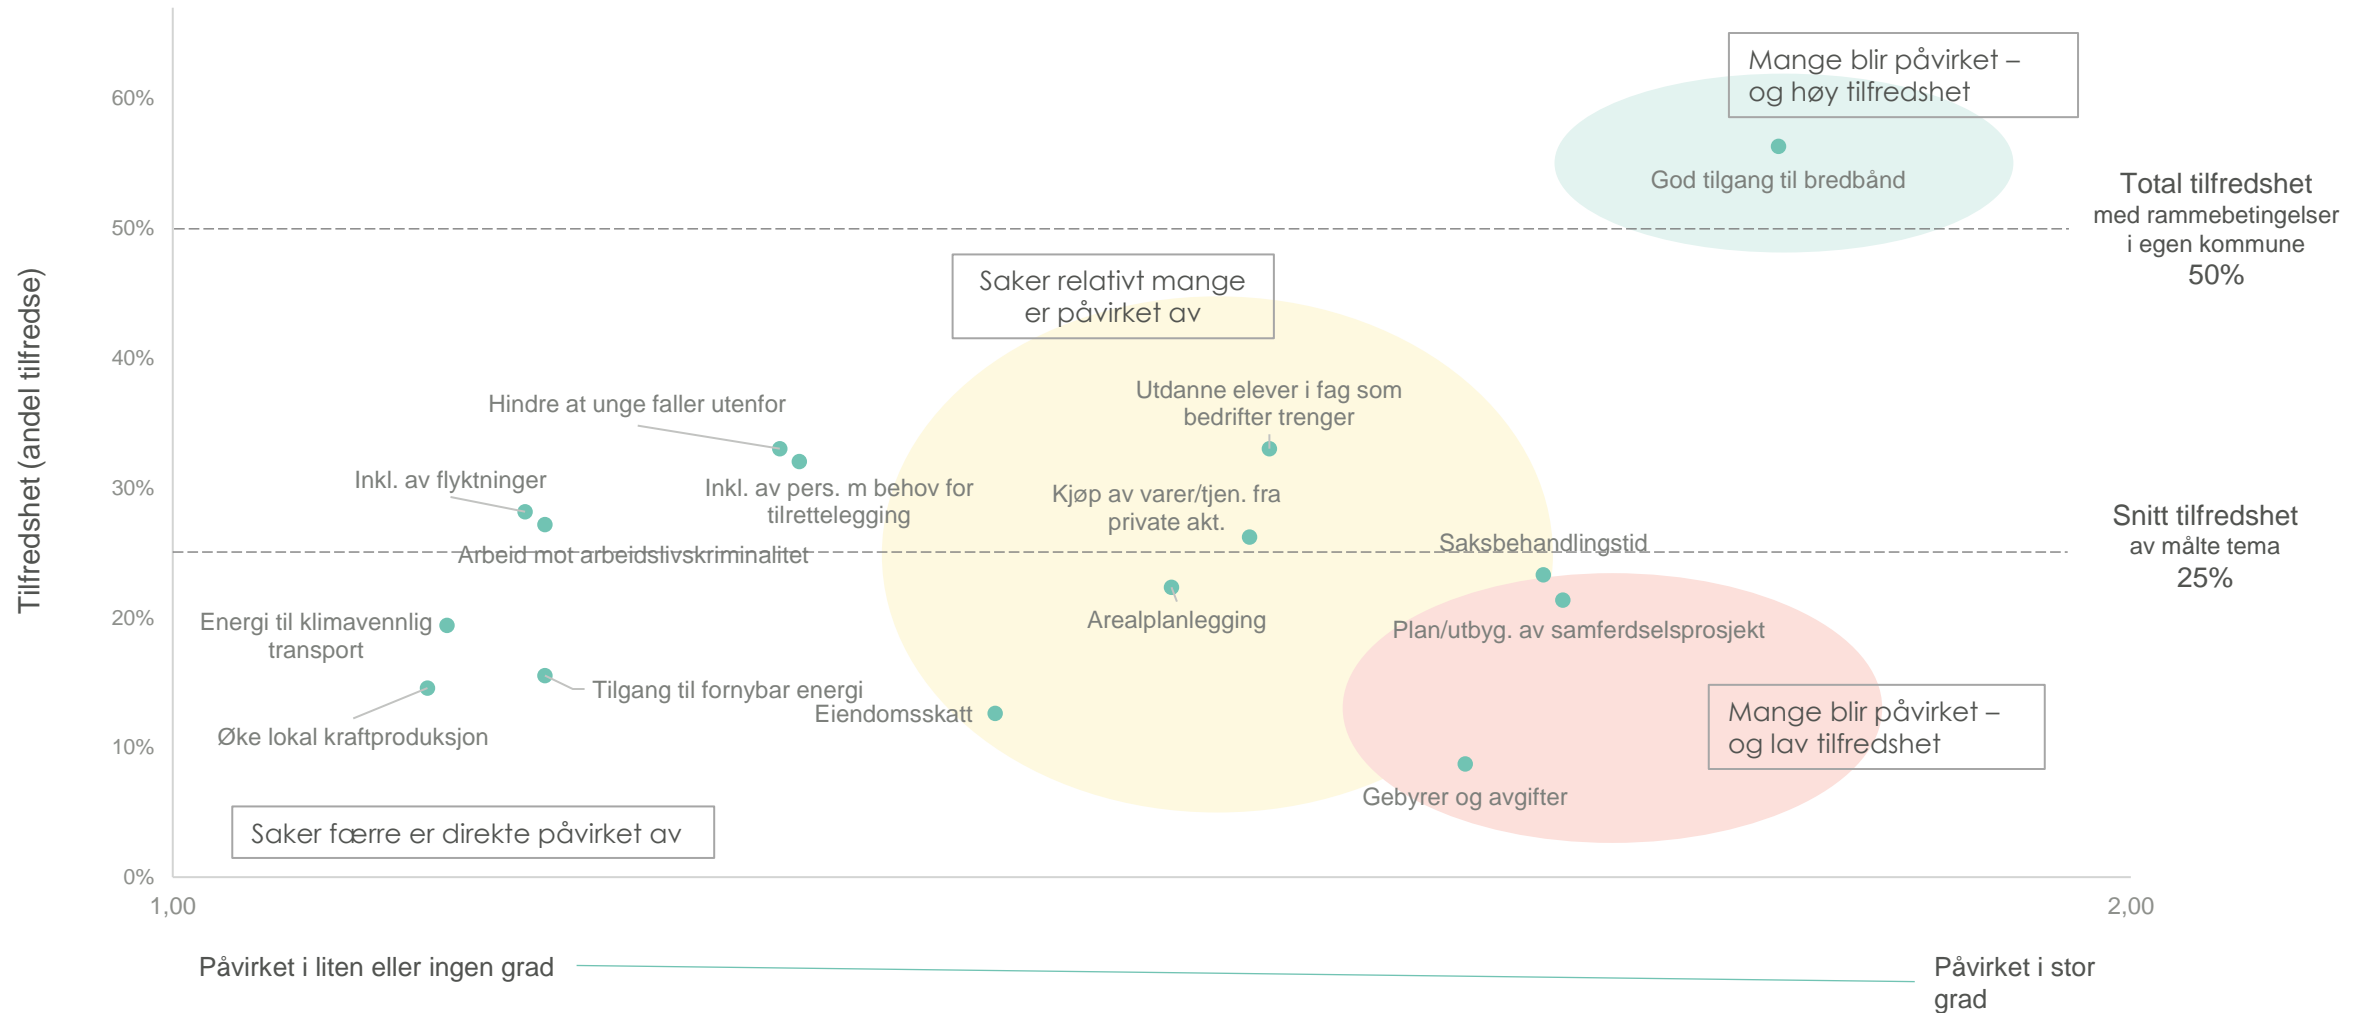 Mange blir påvirket –
og høy tilfredshet
60%
God tilgang til bredbånd
Total tilfredshet
med rammebetingelser
i egen kommune
50%
50%
Saker relativt mange
er påvirket av
Tilfredshet (andel tilfredse)
40%
Utdanne elever i fag som
bedrifter trenger
Hindre at unge faller utenfor
Inkl. av flyktninger
30%
Inkl. av pers. m behov for
tilrettelegging
Kjøp av varer/tjen. fra
private akt.
Snitt tilfredshet
av målte tema
25%
Saksbehandlingstid
Arbeid mot arbeidslivskriminalitet
20%
Energi til klimavennlig
transport
Arealplanlegging
Plan/utbyg. av samferdselsprosjekt
Tilgang til fornybar energi
Eiendomsskatt
Mange blir påvirket –
og lav tilfredshet
Øke lokal kraftproduksjon
10%
Gebyrer og avgifter
Saker færre er direkte påvirket av
0%
1,00
2,00
Påvirket i liten eller ingen grad
Påvirket i stor
grad